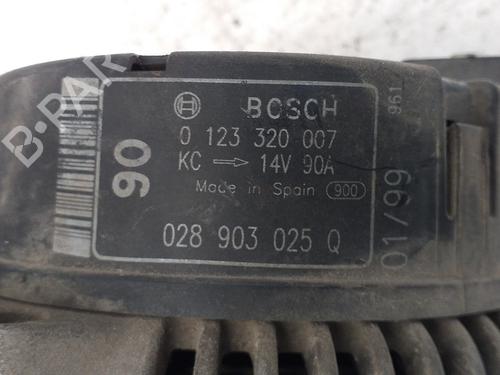 BOSCH
0 123 320 007
KC 14V 90A
Made in Spain 900
028 903 025 Q
90
01/99
961
B-PARTS